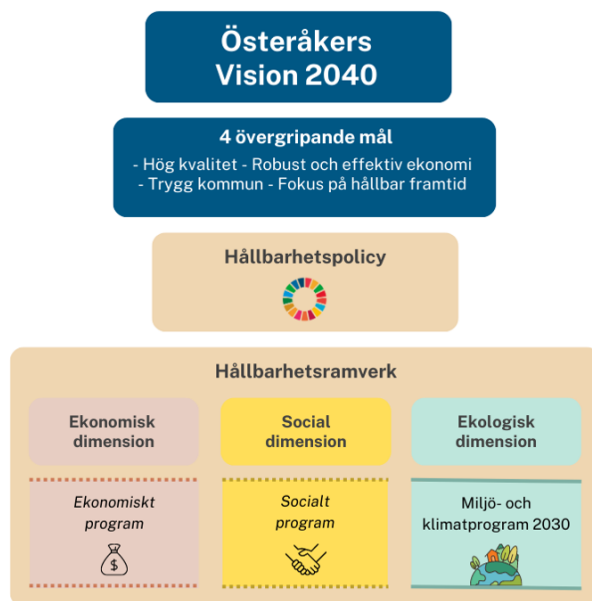 Österåkers
Vision 2040
4 övergripande mål
- Hög kvalitet - Robust och effektiv ekonomi
- Trygg kommun - Fokus på hållbar framtid
Hållbarhetspolicy
Hållbarhetsramverk
Ekonomisk
dimension
Social
dimension
Ekologisk
dimension
Ekonomiskt
program
$
Socialt
program
Miljö- och
klimatprogram 2030